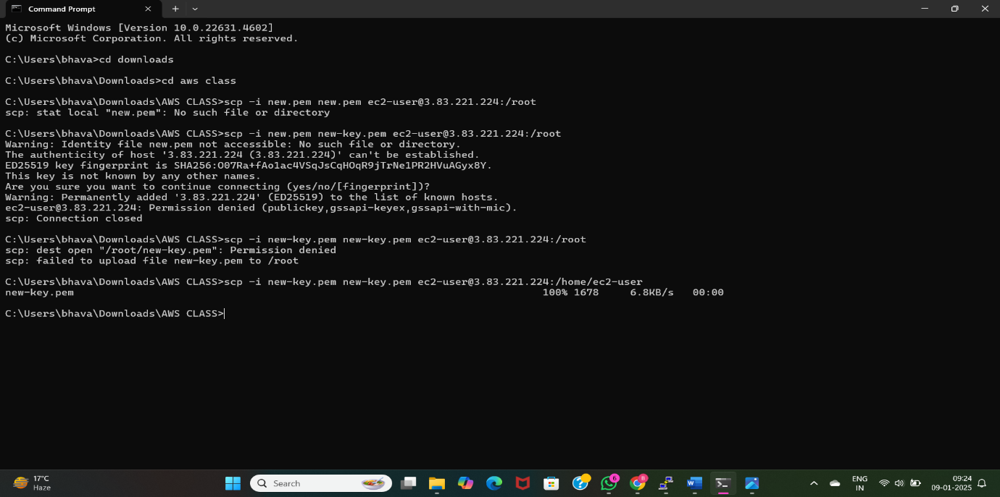 Command Prompt
Microsoft Windows [Version 10.0.22631.4602]
(c) Microsoft Corporation. All rights reserved.
C:\Users\bhava>cd downloads
C:\Users\bhava\Downloads>cd aws class
C:\Users\bhava\Downloads\AWS CLASS>scp -i new.pem new.pem ec2-user@3.83.221.224:/root
scp: stat local "new.pem": No such file or directory
C:\Users\bhava\Downloads\AWS CLASS>scp -i new.pem new-key.pem ec2-user@3.83.221.224:/root
Warning: Identity file new.pem not accessible: No such file or directory.
The authenticity of host '3.83.221.224 (3.83.221.224)' can't be established.
ED25519 key fingerprint is SHA256:O07Ra+fAo1ac4VSqJsCqHOqR9jTrNe1PR2HVuAGyx8Y.
This key is not known by any other names.
Are you sure you want to continue connecting (yes/no/[fingerprint])?
Warning: Permanently added '3.83.221.224' (ED25519) to the list of known hosts.
ec2-user@3.83.221.224: Permission denied (publickey,gssapi-keyex,gssapi-with-mic).
scp: Connection closed
C:\Users\bhava\Downloads\AWS CLASS>scp -i new-key.pem new-key.pem ec2-user@3.83.221.224:/root
scp: dest open "/root/new-key.pem": Permission denied
scp: failed to upload file new-key.pem to /root
C:\Users\bhava\Downloads\AWS CLASS>scp -i new-key.pem new-key.pem ec2-user@3.83.221.224:/home/ec2-user
new-key.pem 100% 1678 6.8KB/s 00:00
C:\Users\bhava\Downloads\AWS CLASS>
17°C
Haze
Search
6
B
W
ENG
IN
09:24
09-01-2025